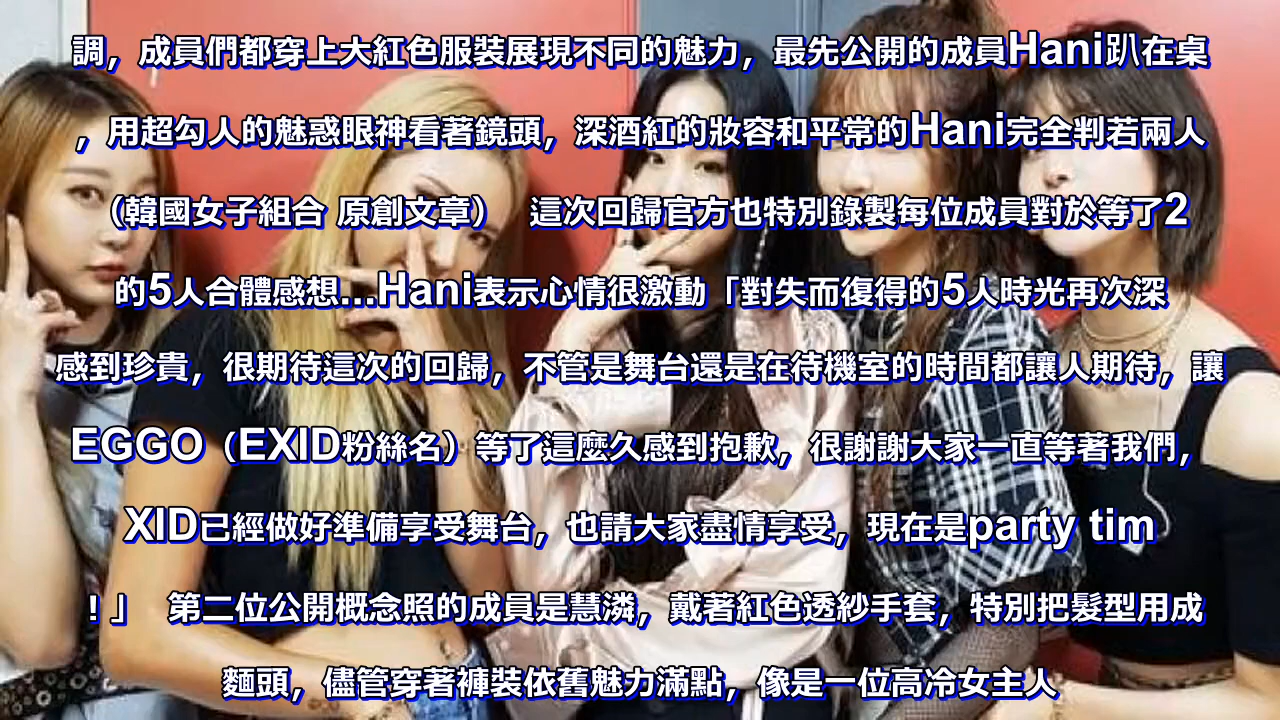 調，成員們都穿上大紅色服裝展現不同的魅力，最先公開的成員Hani趴在桌
，用超勾人的魅惑眼神看著鏡頭，深酒紅的妝容和平常的Hani完全判若兩人
（韓國女子組合 原創文章） 這次回歸官方也特別錄製每位成員對於等了2
的5人合體感想...Hani表示心情很激動「對失而復得的5人時光再次深
感到珍貴，很期待這次的回歸，不管是舞台還是在待機室的時間都讓人期待，讓
EGGO（EXID粉絲名）等了這麼久感到抱歉，很謝謝大家一直等著我們，
XID已經做好準備享受舞台，也請大家盡情享受，現在是party tim
！」 第二位公開概念照的成員是慧潾，戴著紅色透紗手套，特別把髮型用成
麵頭，儘管穿著褲裝依舊魅力滿點，像是一位高冷女主人